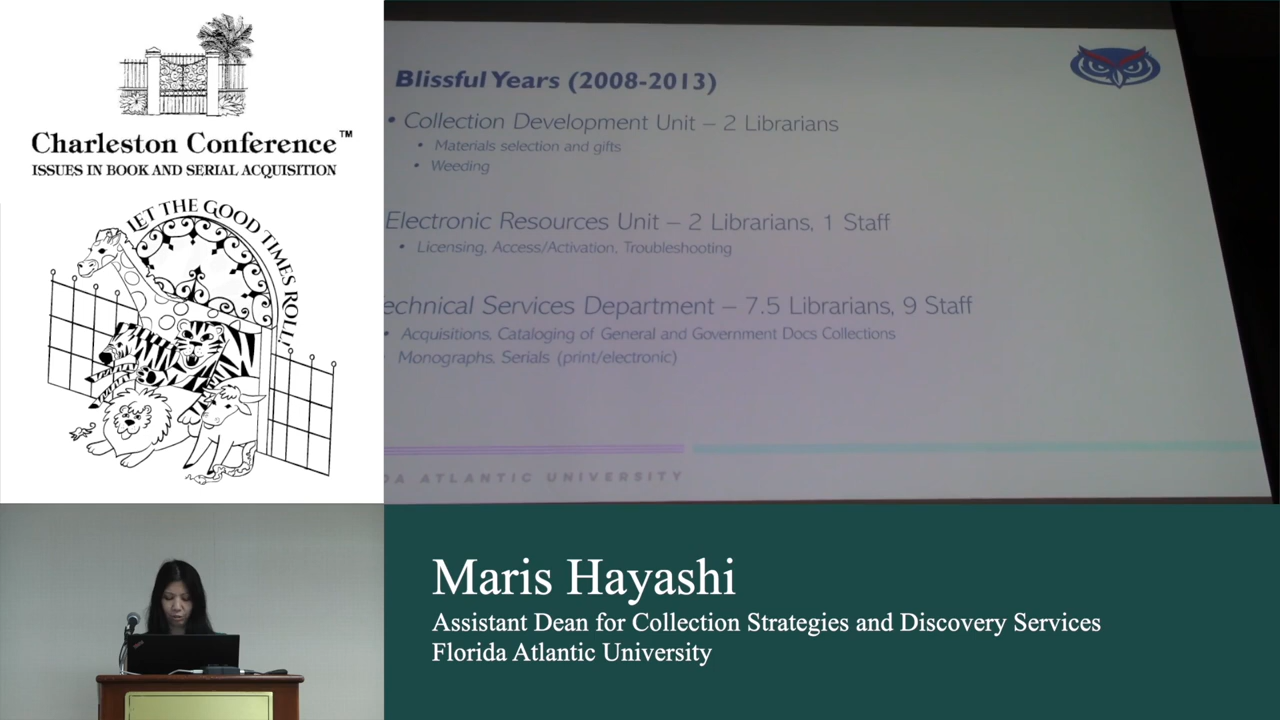 Charleston Conference™
ISSUES IN BOOK AND SERIAL ACQUISITION
LET THE GOOD TIMES ROLL!
Blissful Years (2008-2013)
• Collection Development Unit – 2 Librarians
• Materials selection and gifts
• Weeding
Electronic Resources Unit – 2 Librarians, 1 Staff
• Licensing, Access/Activation, Troubleshooting
echnical Services Department – 7.5 Librarians, 9 Staff
• Acquisitions, Cataloging of General and Government Docs Collections
Monographs, Serials (print/electronic)
DA ATLANTIC UNIVERSITY
Maris Hayashi
Assistant Dean for Collection Strategies and Discovery Services
Florida Atlantic University